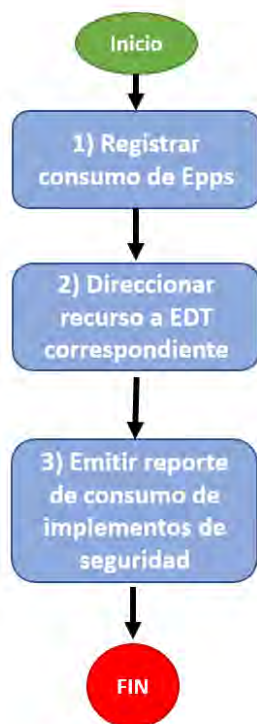 Inicio
1) Registrar
consumo de Epps
2) Direccionar
recurso a EDT
correspondiente
3) Emitir reporte
de consumo de
implementos de
seguridad
FIN